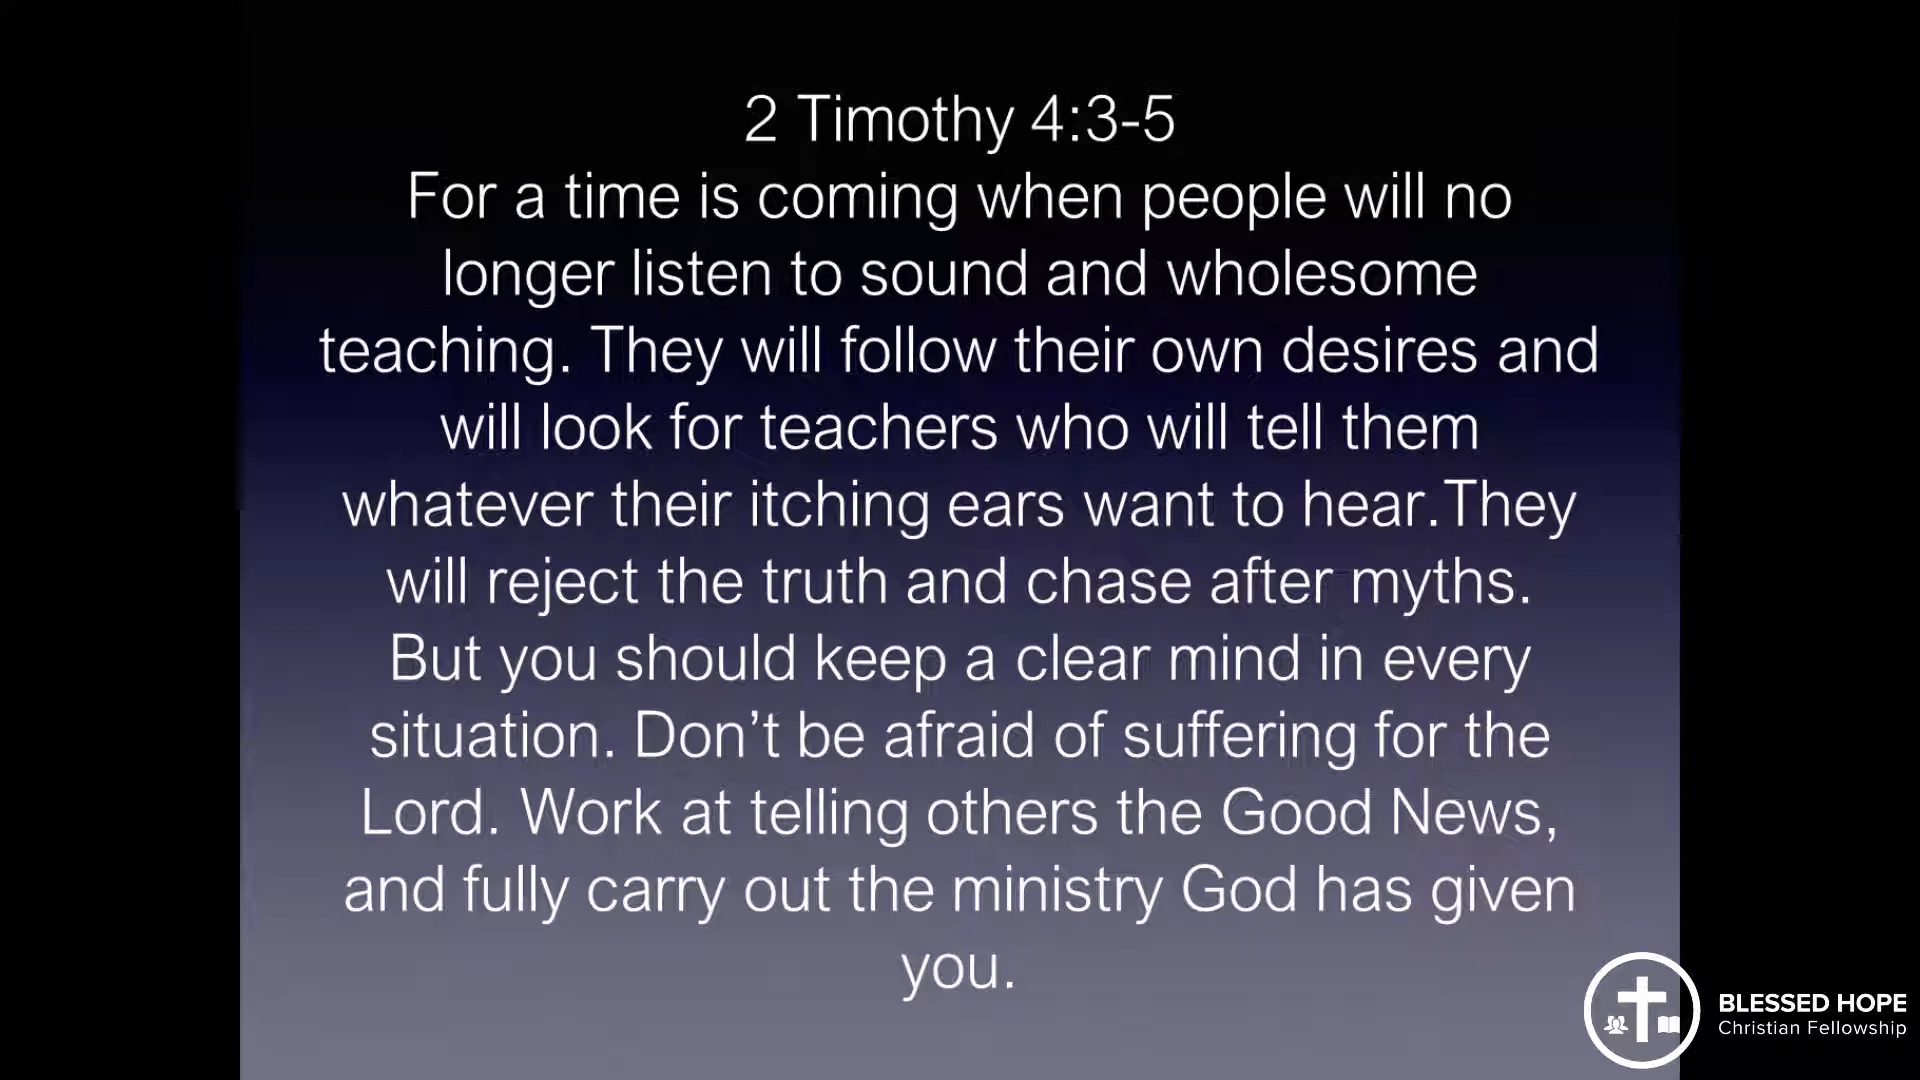 2 Timothy 4:3-5
For a time is coming when people will no
longer listen to sound and wholesome
teaching. They will follow their own desires and
will look for teachers who will tell them
whatever their itching ears want to hear.They
will reject the truth and chase after myths.
But you should keep a clear mind in every
situation. Don’t be afraid of suffering for the
Lord. Work at telling others the Good News,
and fully carry out the ministry God has given
you.
BLESSED HOPE
Christian Fellowship